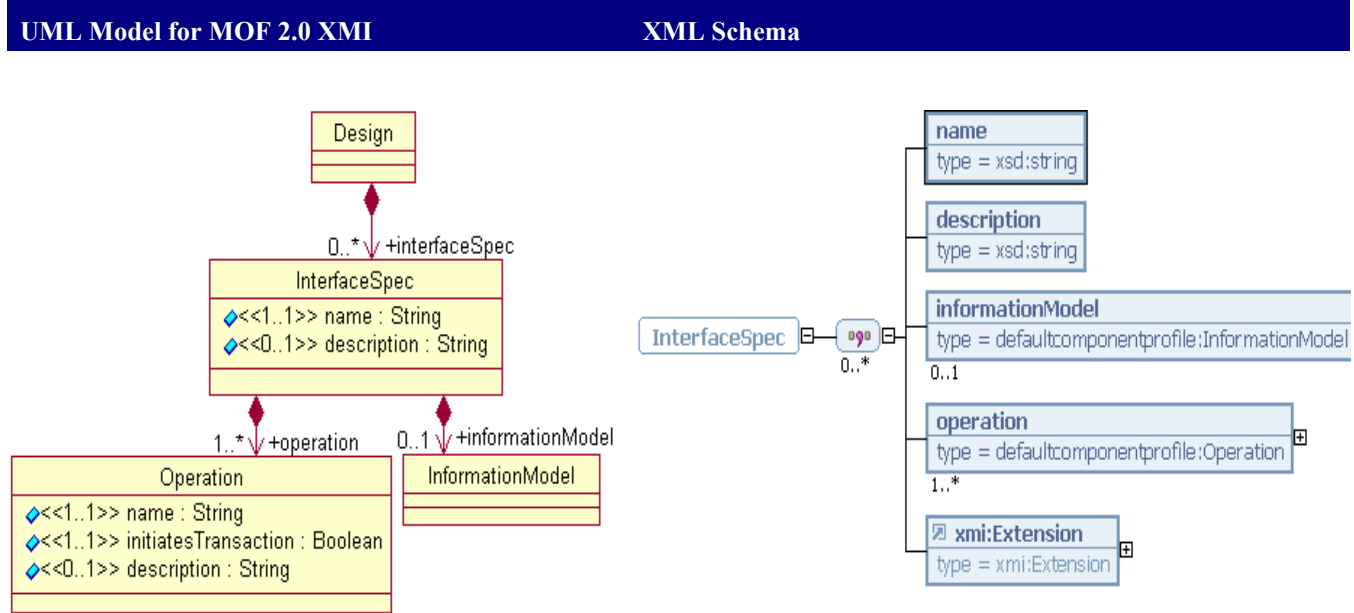 UML Model for MOF 2.0 XMI
XML Schema
Design
0..* +interfaceSpec
InterfaceSpec
<<1..1>> name : String
<<0..1>> description : String
1..* +operation
0..1 +informationModel
Operation
<<1..1>> name : String
<<1..1>> initiatesTransaction : Boolean
<<0..1>> description : String
InformationModel
InterfaceSpec
0..*
name
type = xsd:string
description
type = xsd:string
informationModel
type = defaultcomponentprofile:InformationModel
0..1
operation
type = defaultcomponentprofile:Operation
1..*
xmi:Extension
type = xmi:Extension